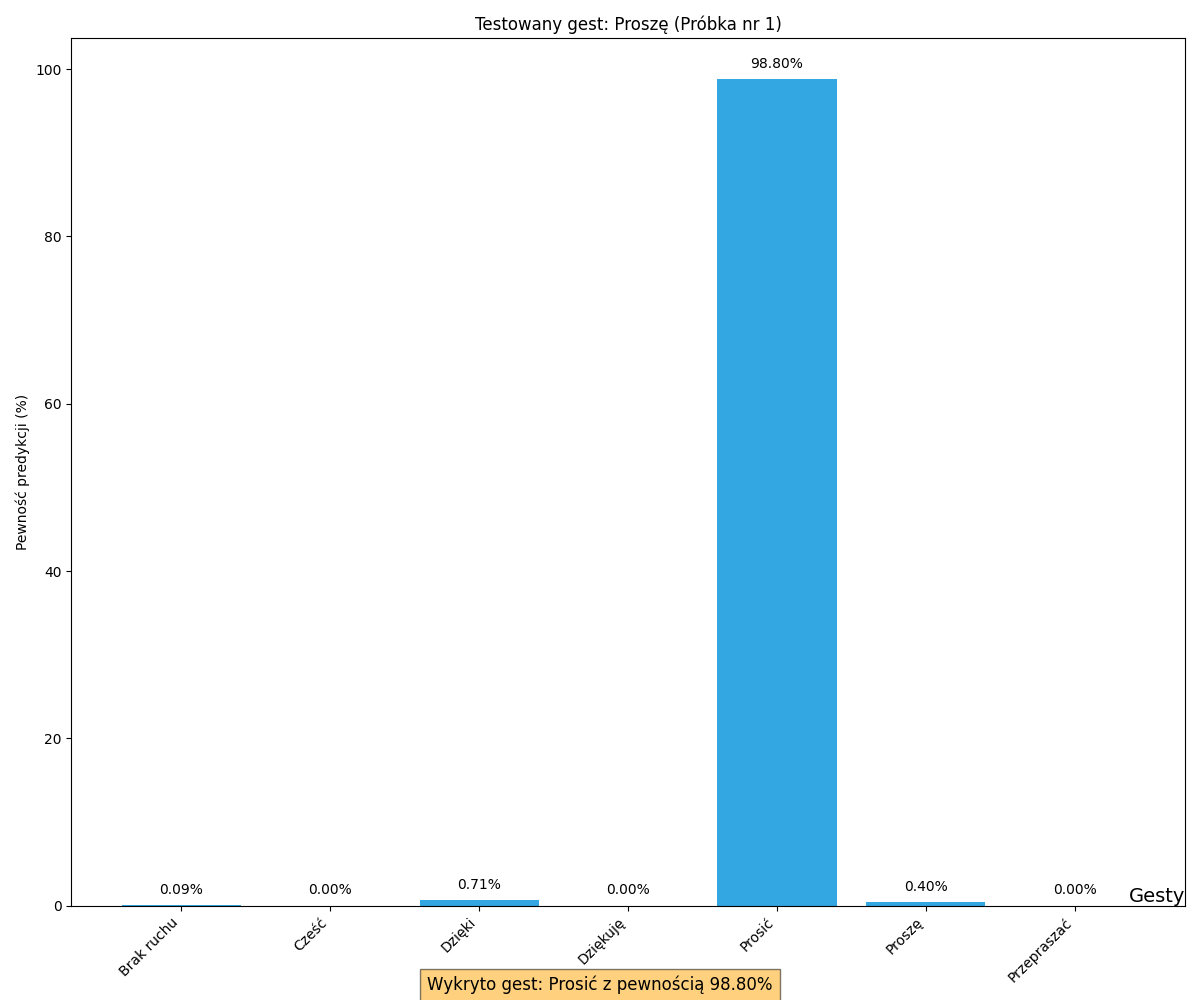 Testowany gest: Proszę (Próbka nr 1)
Pewność predykcji (%)
100
80
60
40
20
0
0.09%
0.00%
0.71%
0.00%
98.80%
0.40%
0.00%
Gesty
Brak ruchu
Cześć
Dzięki
Dziękuję
Prosić
Proszę
Przepraszać
Wykryto gest: Prosić z pewnością 98.80%